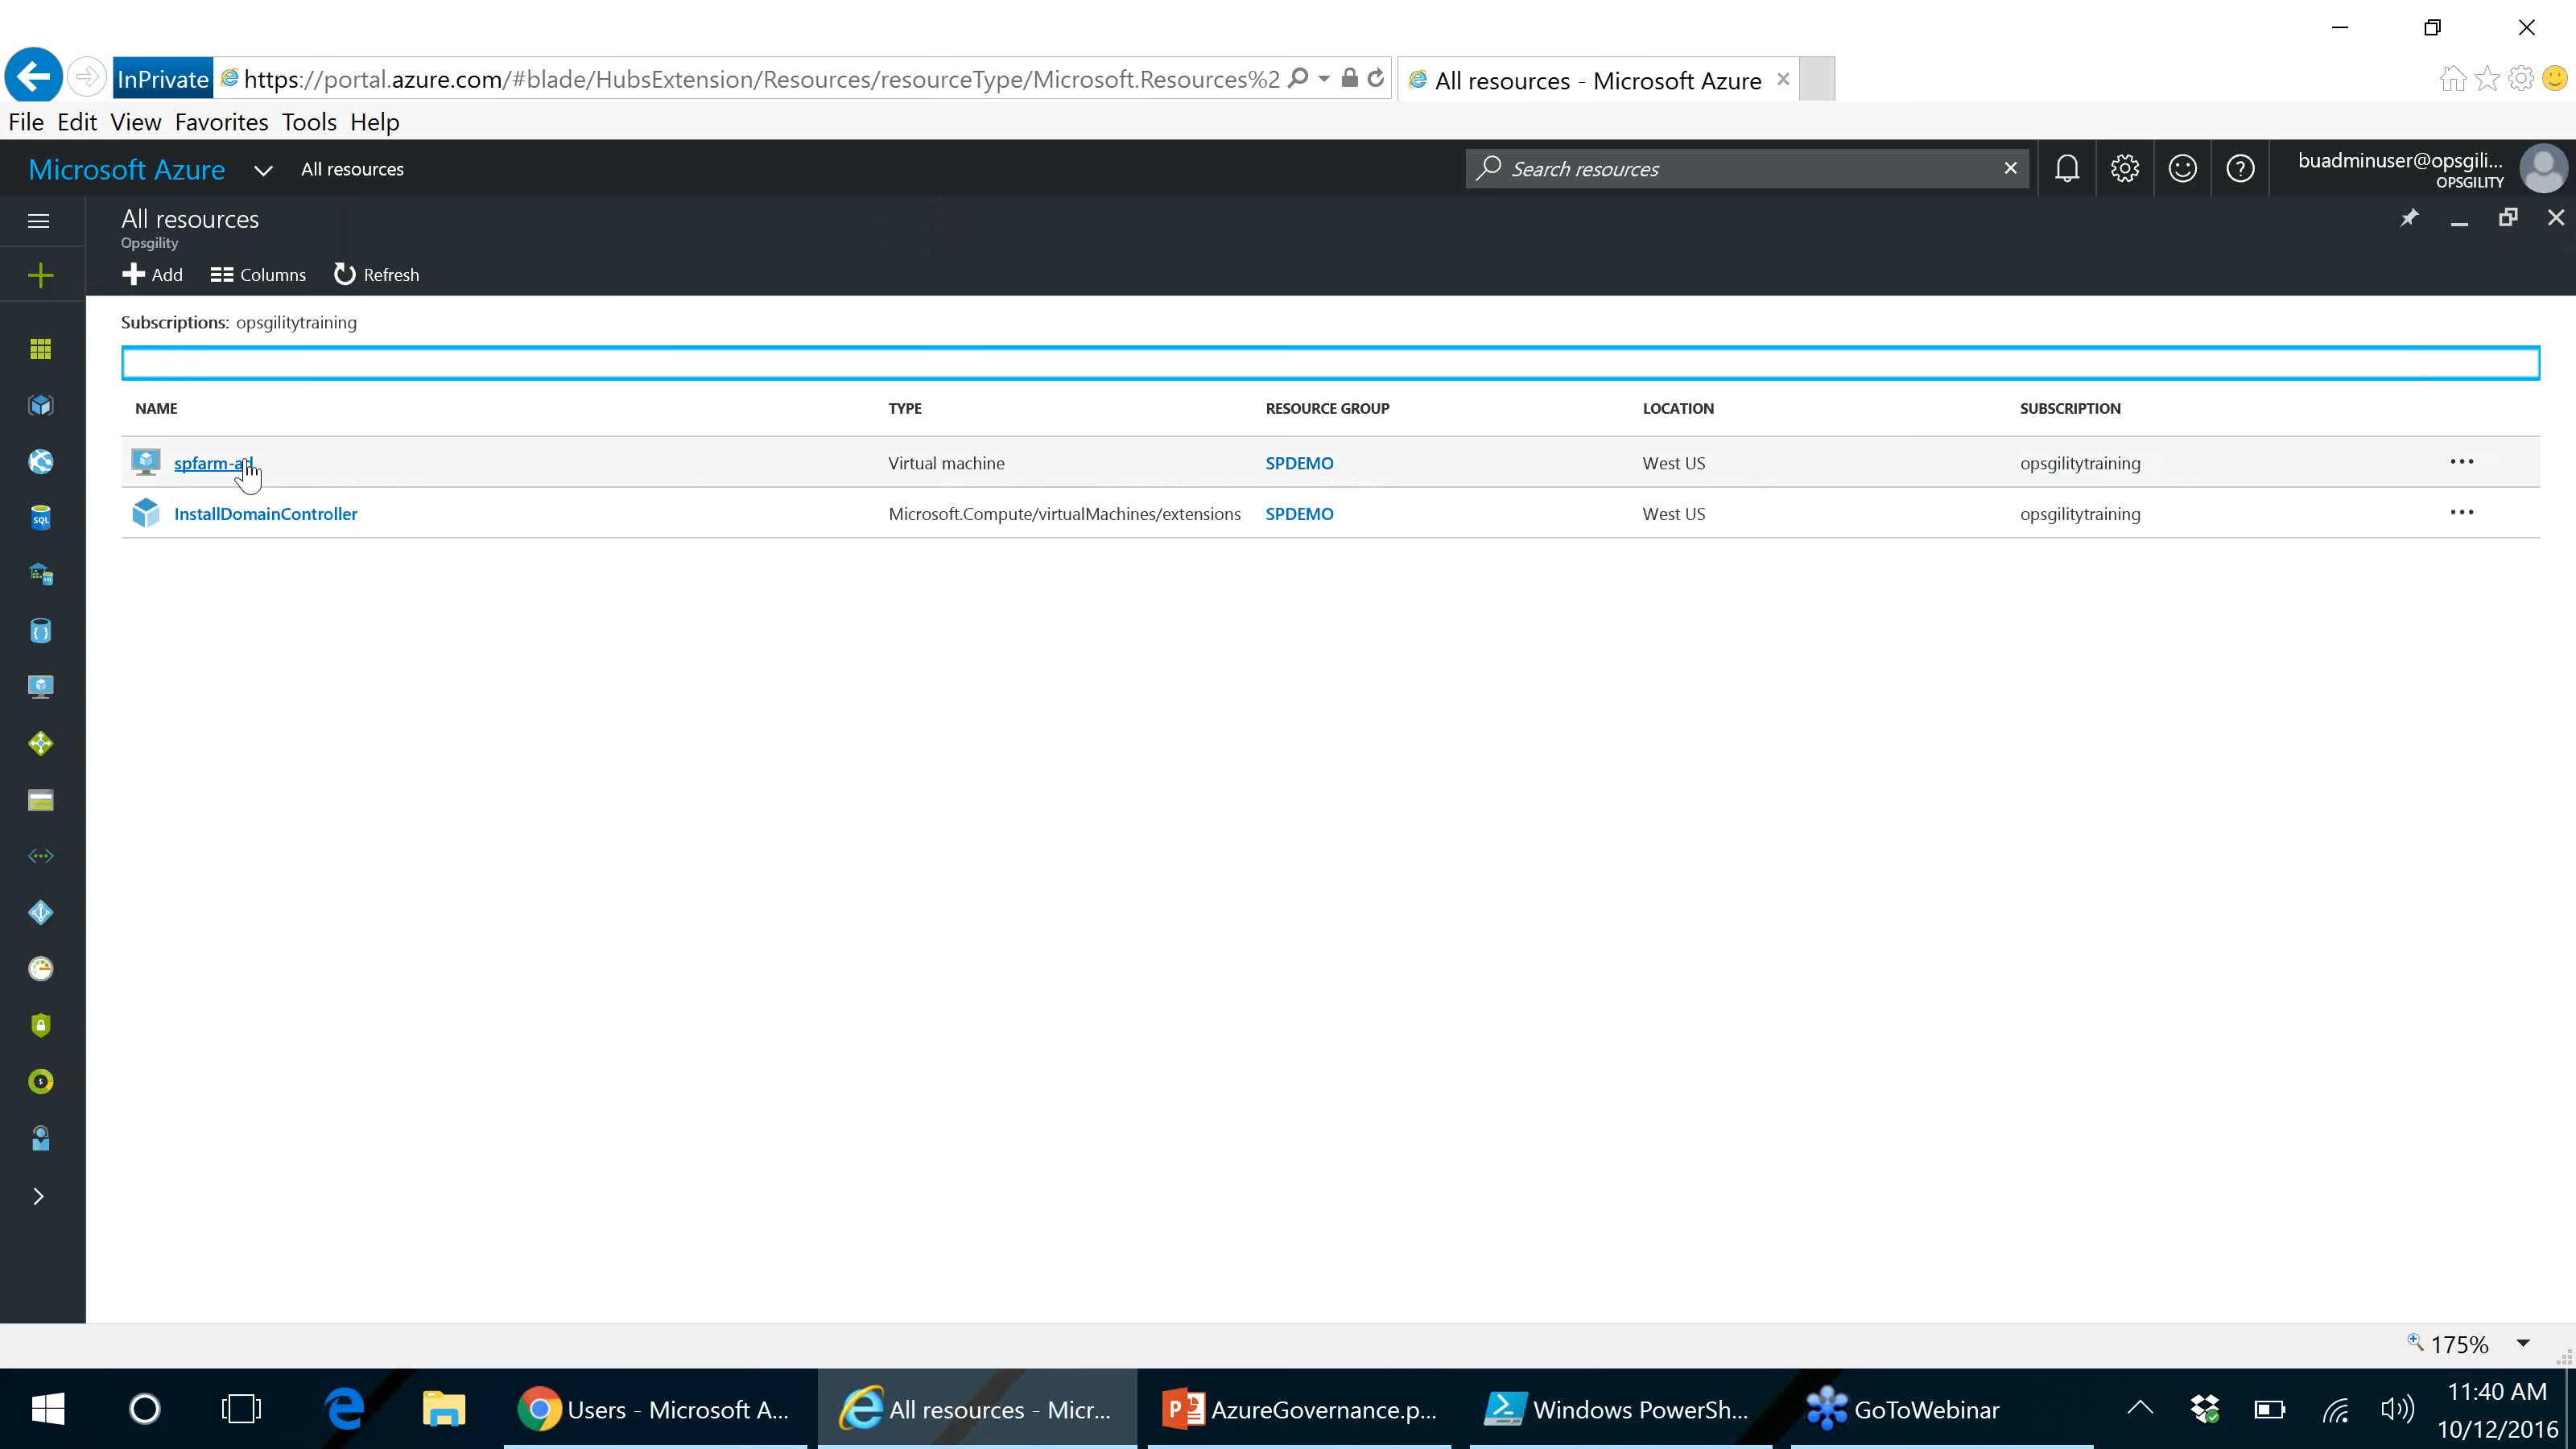 InPrivate https://portal.azure.com/#blade/HubsExtension/Resources/resourceType/Microsoft.Resources%2 All resources - Microsoft Azure
File Edit View Favorites Tools Help
Microsoft Azure All resources Search resources buadminuser@opsgili...
OPSGILITY
All resources
Opsgility
Add Columns Refresh
Subscriptions: opsgilitytraining
NAME TYPE RESOURCE GROUP LOCATION SUBSCRIPTION
spfarm-ad Virtual machine SPDEMO West US opsgilitytraining
InstallDomainController Microsoft.Compute/virtualMachines/extensions SPDEMO West US opsgilitytraining
175%
Users - Microsoft A... All resources - Micr... AzureGovernance.p... Windows PowerSh... GoToWebinar 11:40 AM
10/12/2016